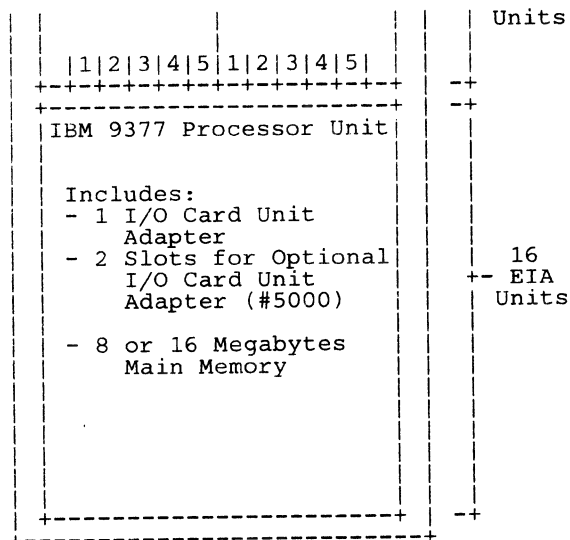 Units
|1|2|3|4|5|1|2|3|4|5|
IBM 9377 Processor Unit
Includes:
- 1 I/O Card Unit
Adapter
- 2 Slots for Optional
I/O Card Unit
Adapter (#5000)
16
EIA
Units
- 8 or 16 Megabytes
Main Memory